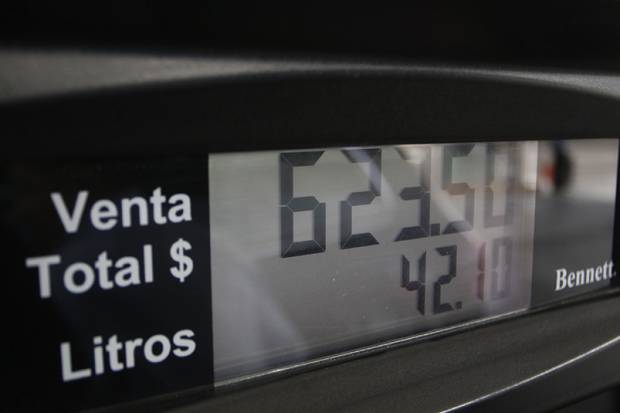 Venta
Total $
623.50
Litros
42.10
Bennett.